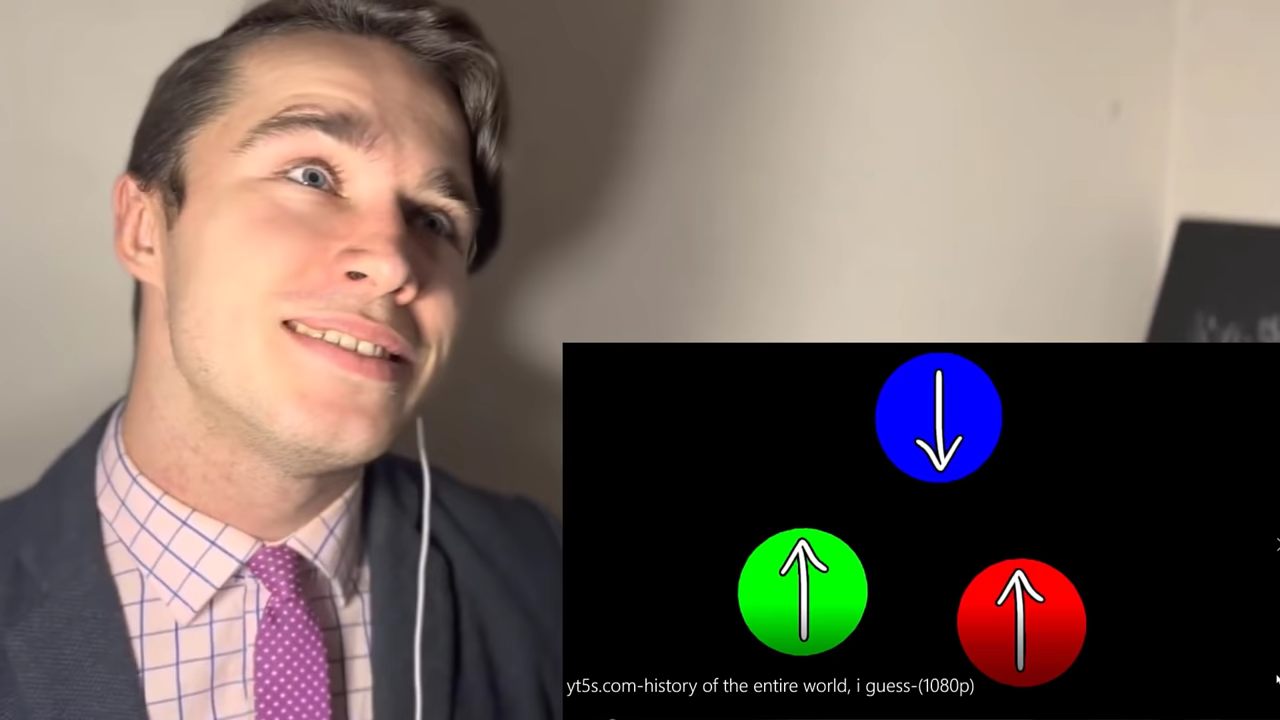 yt5s.com-history of the entire world, i guess-(1080p)